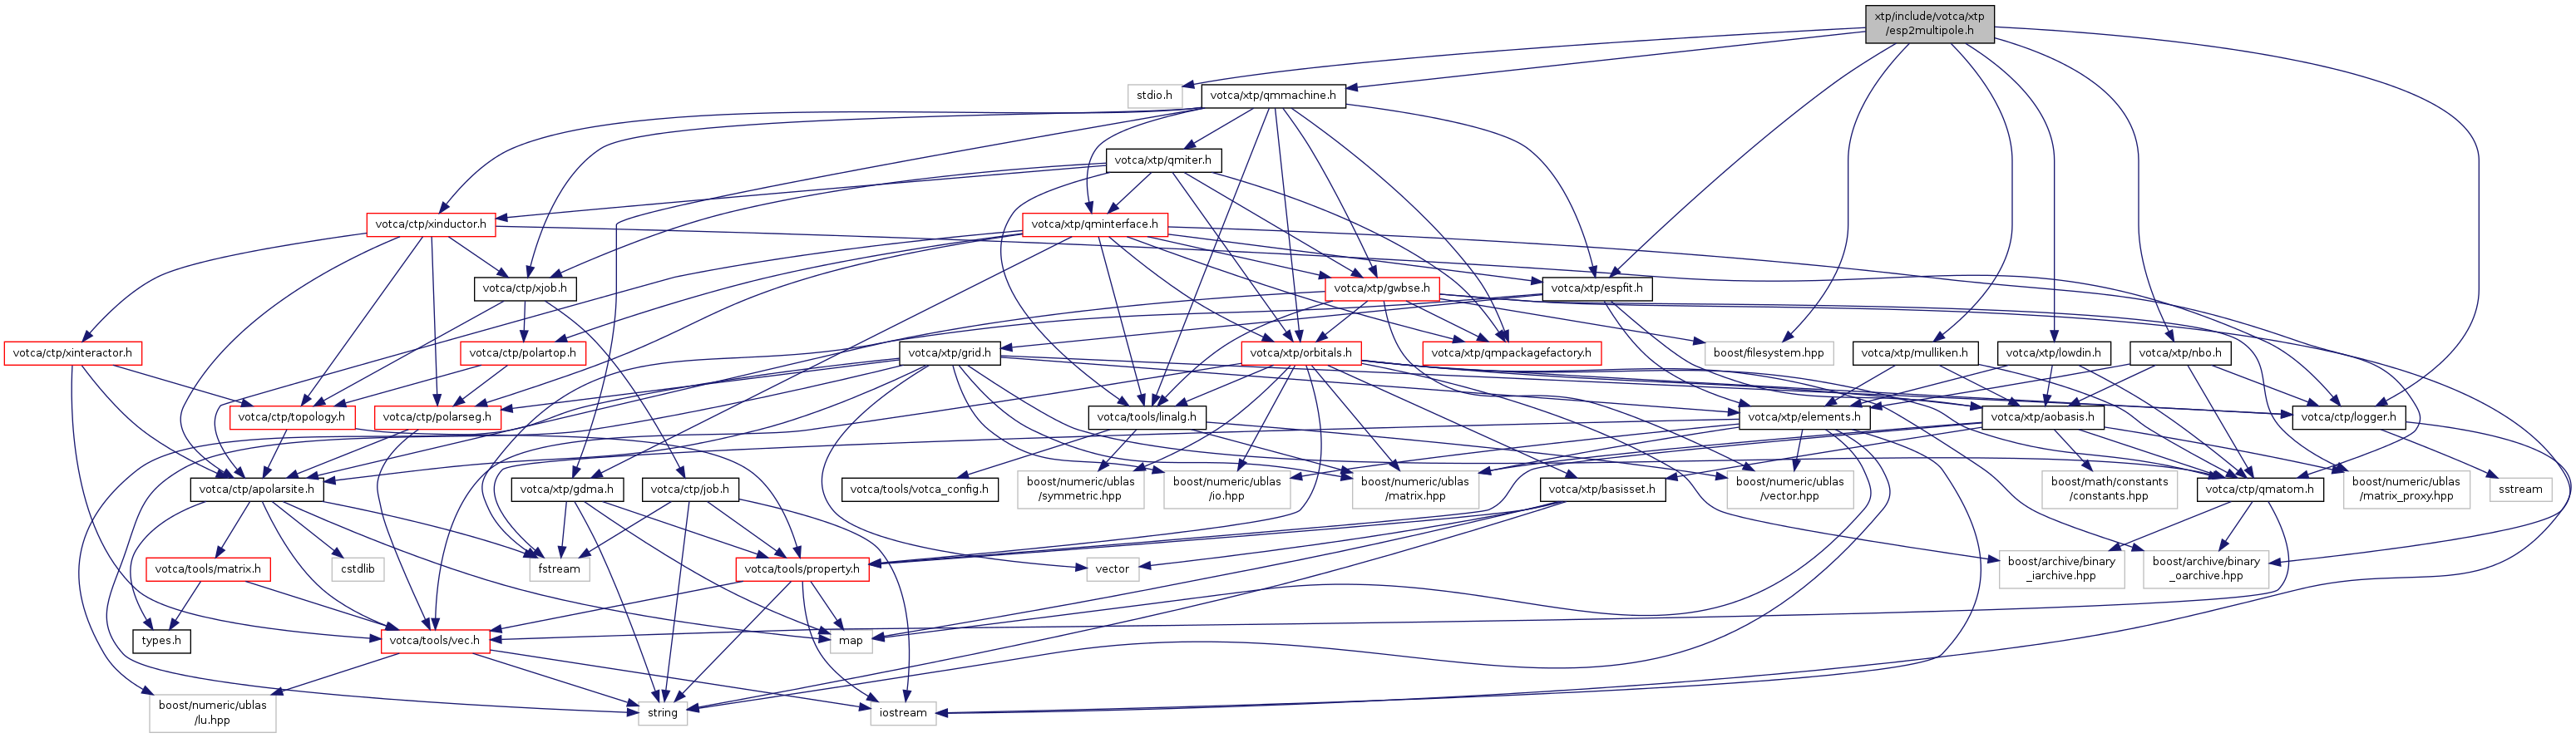 xtp/include/votca/xtp
/esp2multipole.h
stdio.h
votca/xtp/qmmachine.h
votca/xtp/qmiter.h
votca/ctp/xinductor.h
votca/xtp/qminterface.h
votca/ctp/xjob.h
votca/xtp/gwbse.h
votca/xtp/espfit.h
votca/ctp/xinteractor.h
votca/ctp/polartop.h
votca/xtp/grid.h
votca/xtp/orbitals.h
votca/xtp/qmpackagefactory.h
boost/filesystem.hpp
votca/xtp/mulliken.h
votca/xtp/lowdin.h
votca/xtp/nbo.h
votca/ctp/topology.h
votca/ctp/polarseg.h
votca/tools/linalg.h
votca/xtp/elements.h
votca/xtp/aobasis.h
votca/ctp/logger.h
votca/ctp/apolarsite.h
votca/xtp/gdma.h
votca/ctp/job.h
votca/tools/votca_config.h
boost/numeric/ublas
/symmetric.hpp
boost/numeric/ublas
/io.hpp
boost/numeric/ublas
/matrix.hpp
votca/xtp/basisset.h
boost/numeric/ublas
/vector.hpp
boost/math/constants
/constants.hpp
votca/ctp/qmatom.h
boost/numeric/ublas
/matrix_proxy.hpp
sstream
votca/tools/matrix.h
cstdlib
fstream
votca/tools/property.h
vector
boost/archive/binary
_iarchive.hpp
boost/archive/binary
_oarchive.hpp
types.h
votca/tools/vec.h
map
boost/numeric/ublas
/lu.hpp
string
iostream